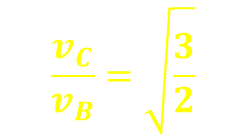 v_C / v_B = √(3/2)